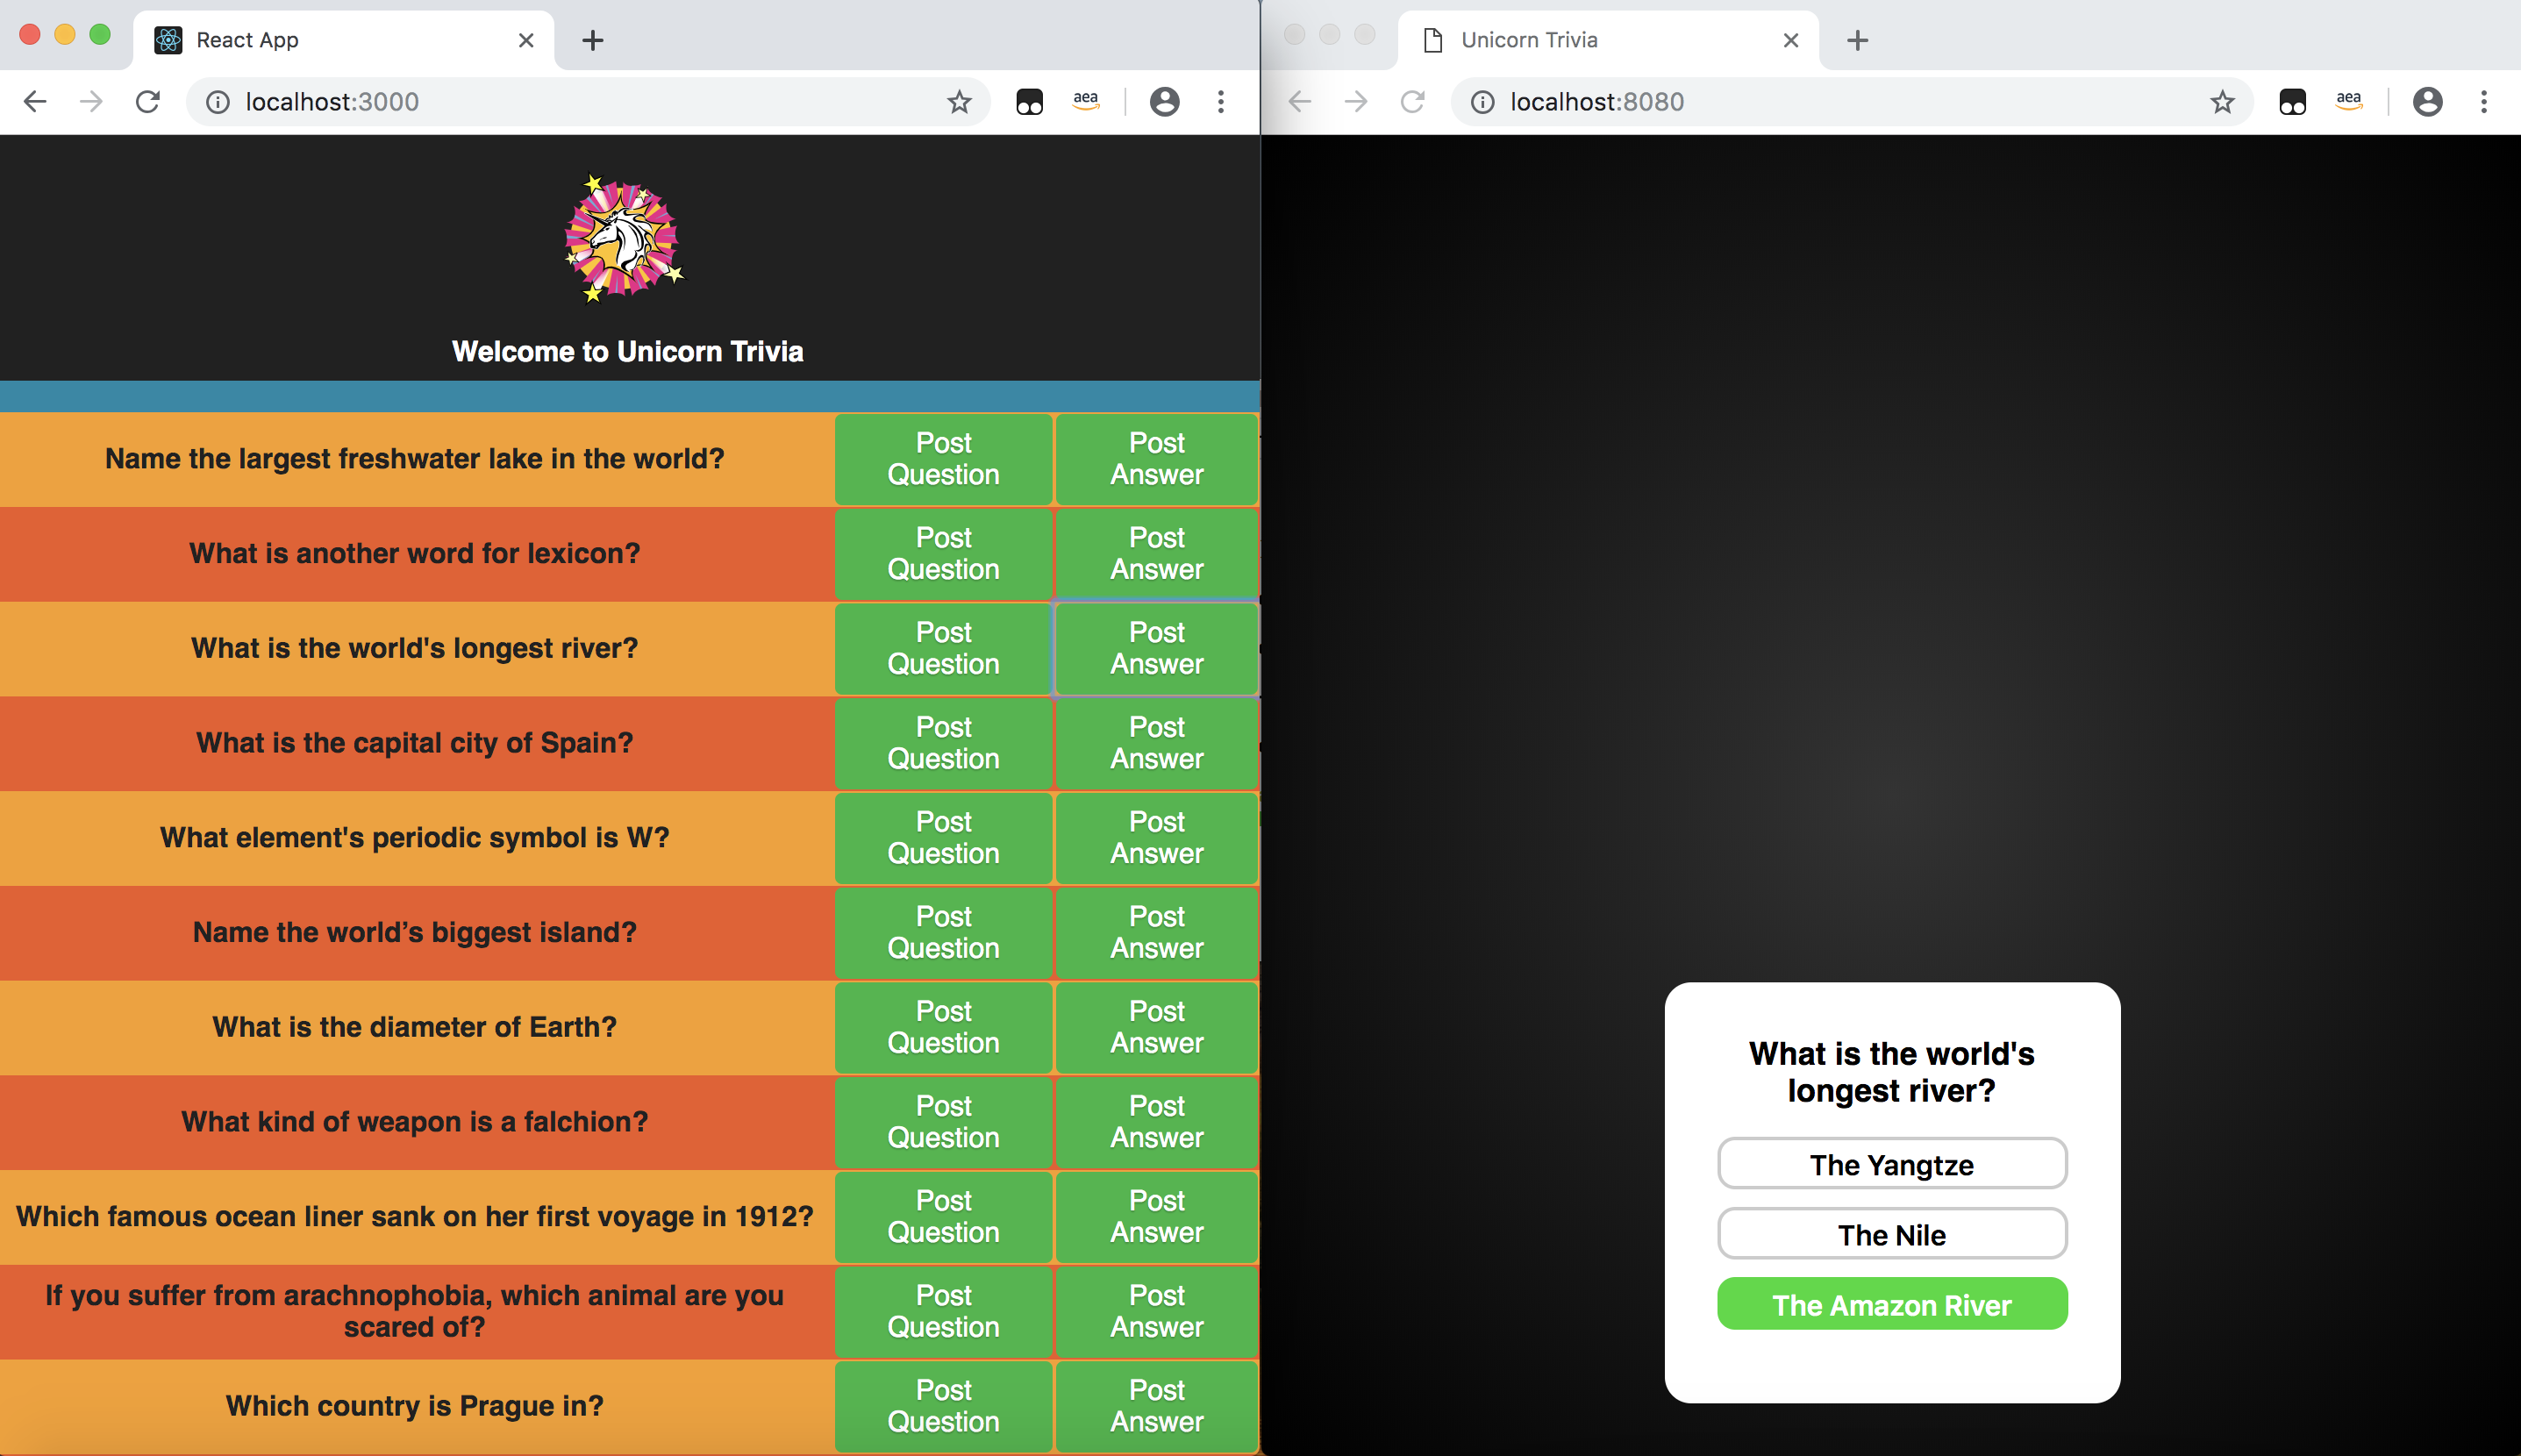 React App
localhost:3000
aea
Welcome to Unicorn Trivia
Name the largest freshwater lake in the world?
Post Question
Post Answer
What is another word for lexicon?
Post Question
Post Answer
What is the world's longest river?
Post Question
Post Answer
What is the capital city of Spain?
Post Question
Post Answer
What element's periodic symbol is W?
Post Question
Post Answer
Name the world’s biggest island?
Post Question
Post Answer
What is the diameter of Earth?
Post Question
Post Answer
What kind of weapon is a falchion?
Post Question
Post Answer
Which famous ocean liner sank on her first voyage in 1912?
Post Question
Post Answer
If you suffer from arachnophobia, which animal are you
scared of?
Post Question
Post Answer
Which country is Prague in?
Post Question
Post Answer
Unicorn Trivia
localhost:8080
aea
What is the world's
longest river?
The Yangtze
The Nile
The Amazon River